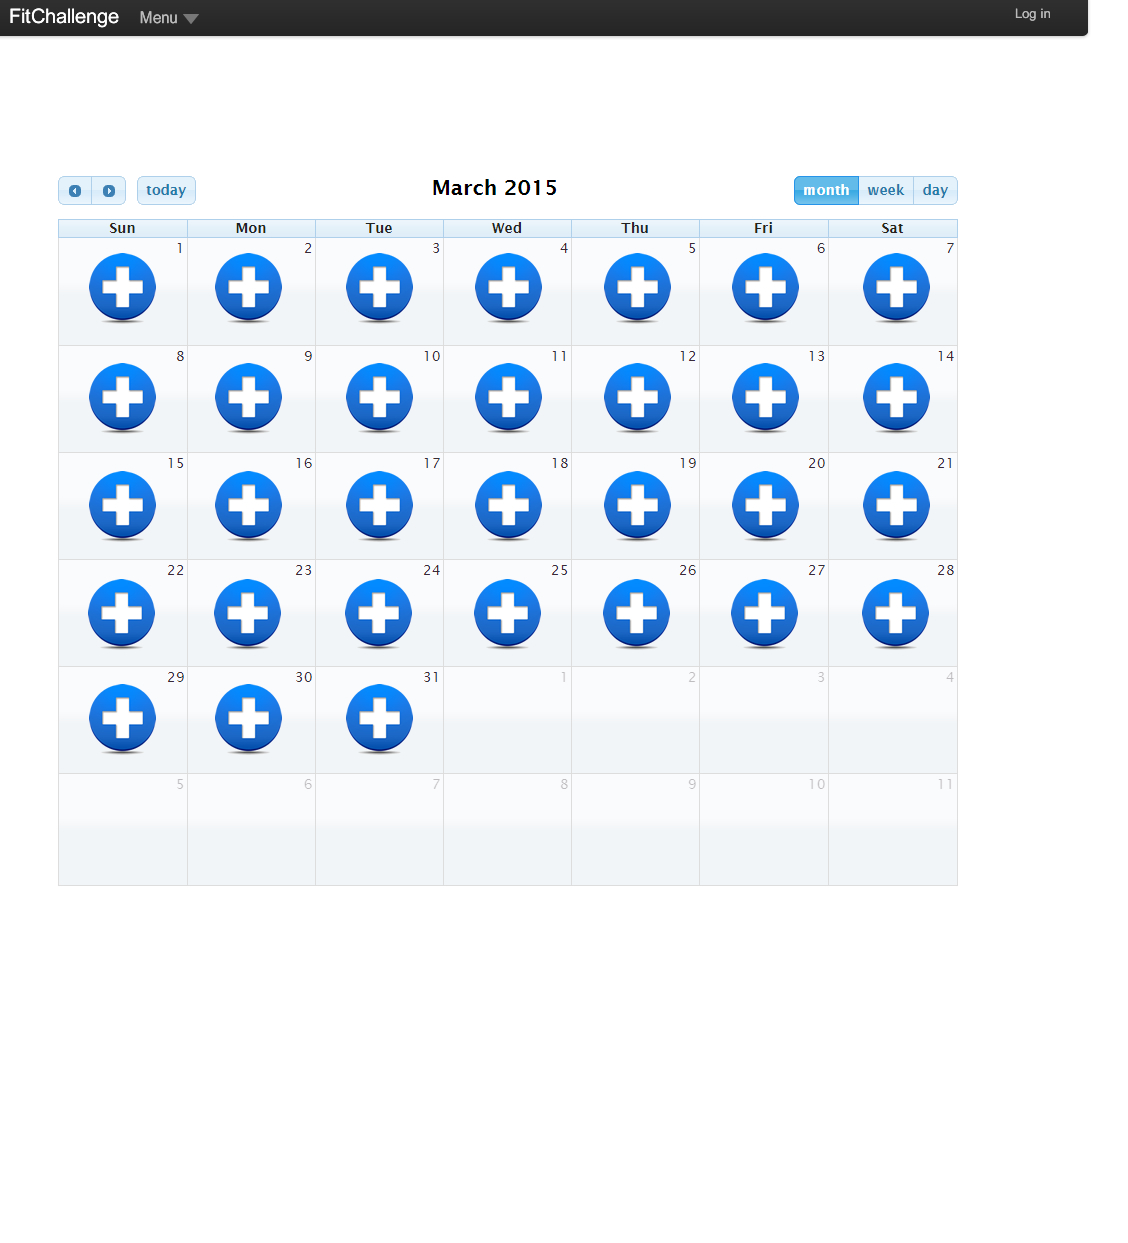 FitChallenge Menu Log in
today March 2015 month week day
Sun Mon Tue Wed Thu Fri Sat
1 2 3 4 5 6 7
8 9 10 11 12 13 14
15 16 17 18 19 20 21
22 23 24 25 26 27 28
29 30 31 1 2 3 4
5 6 7 8 9 10 11